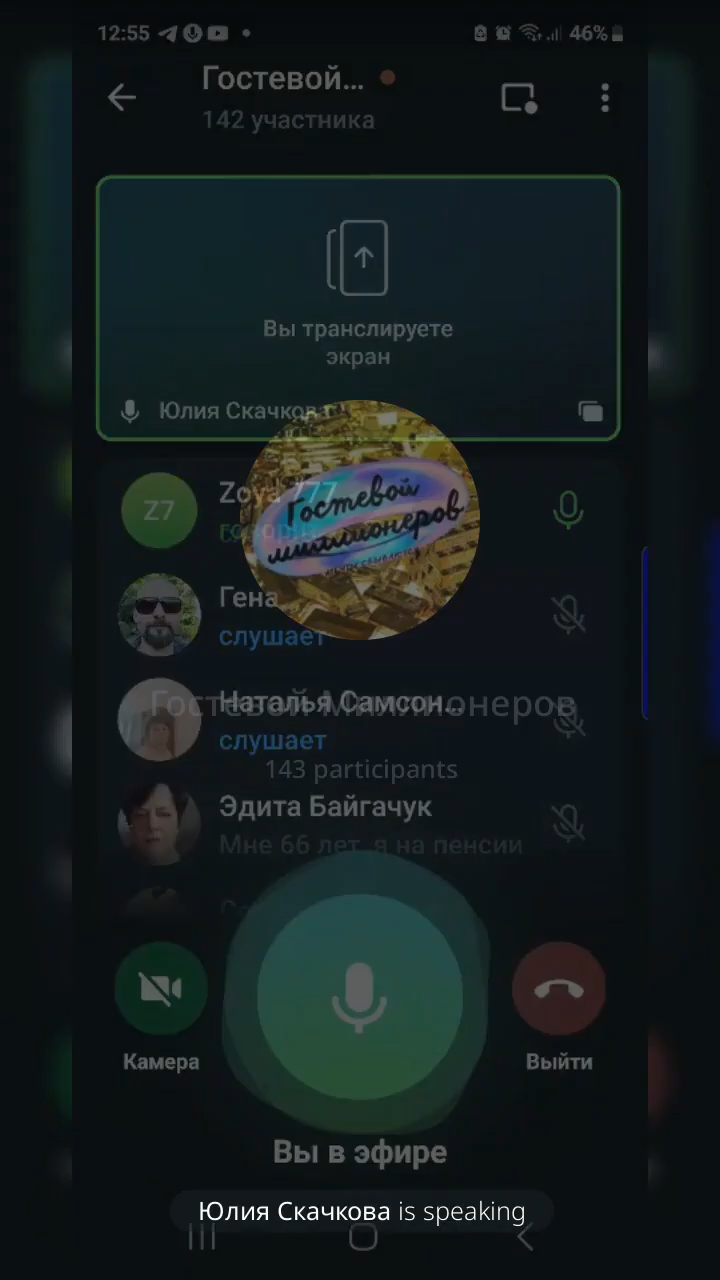 12:55
46%
Гостевой...
142 участника
Вы транслируете
экран
Юлия Скачкова
Z7
Zoya 777
говорит
Гостевой
миллионеров
Гена
слушает
Наталья Самсон...
Гостевой Миллионеров
слушает
143 participants
Эдита Байгачук
Мне 66 лет, я на пенсии
Камера
Выйти
Вы в эфире
Юлия Скачкова is speaking